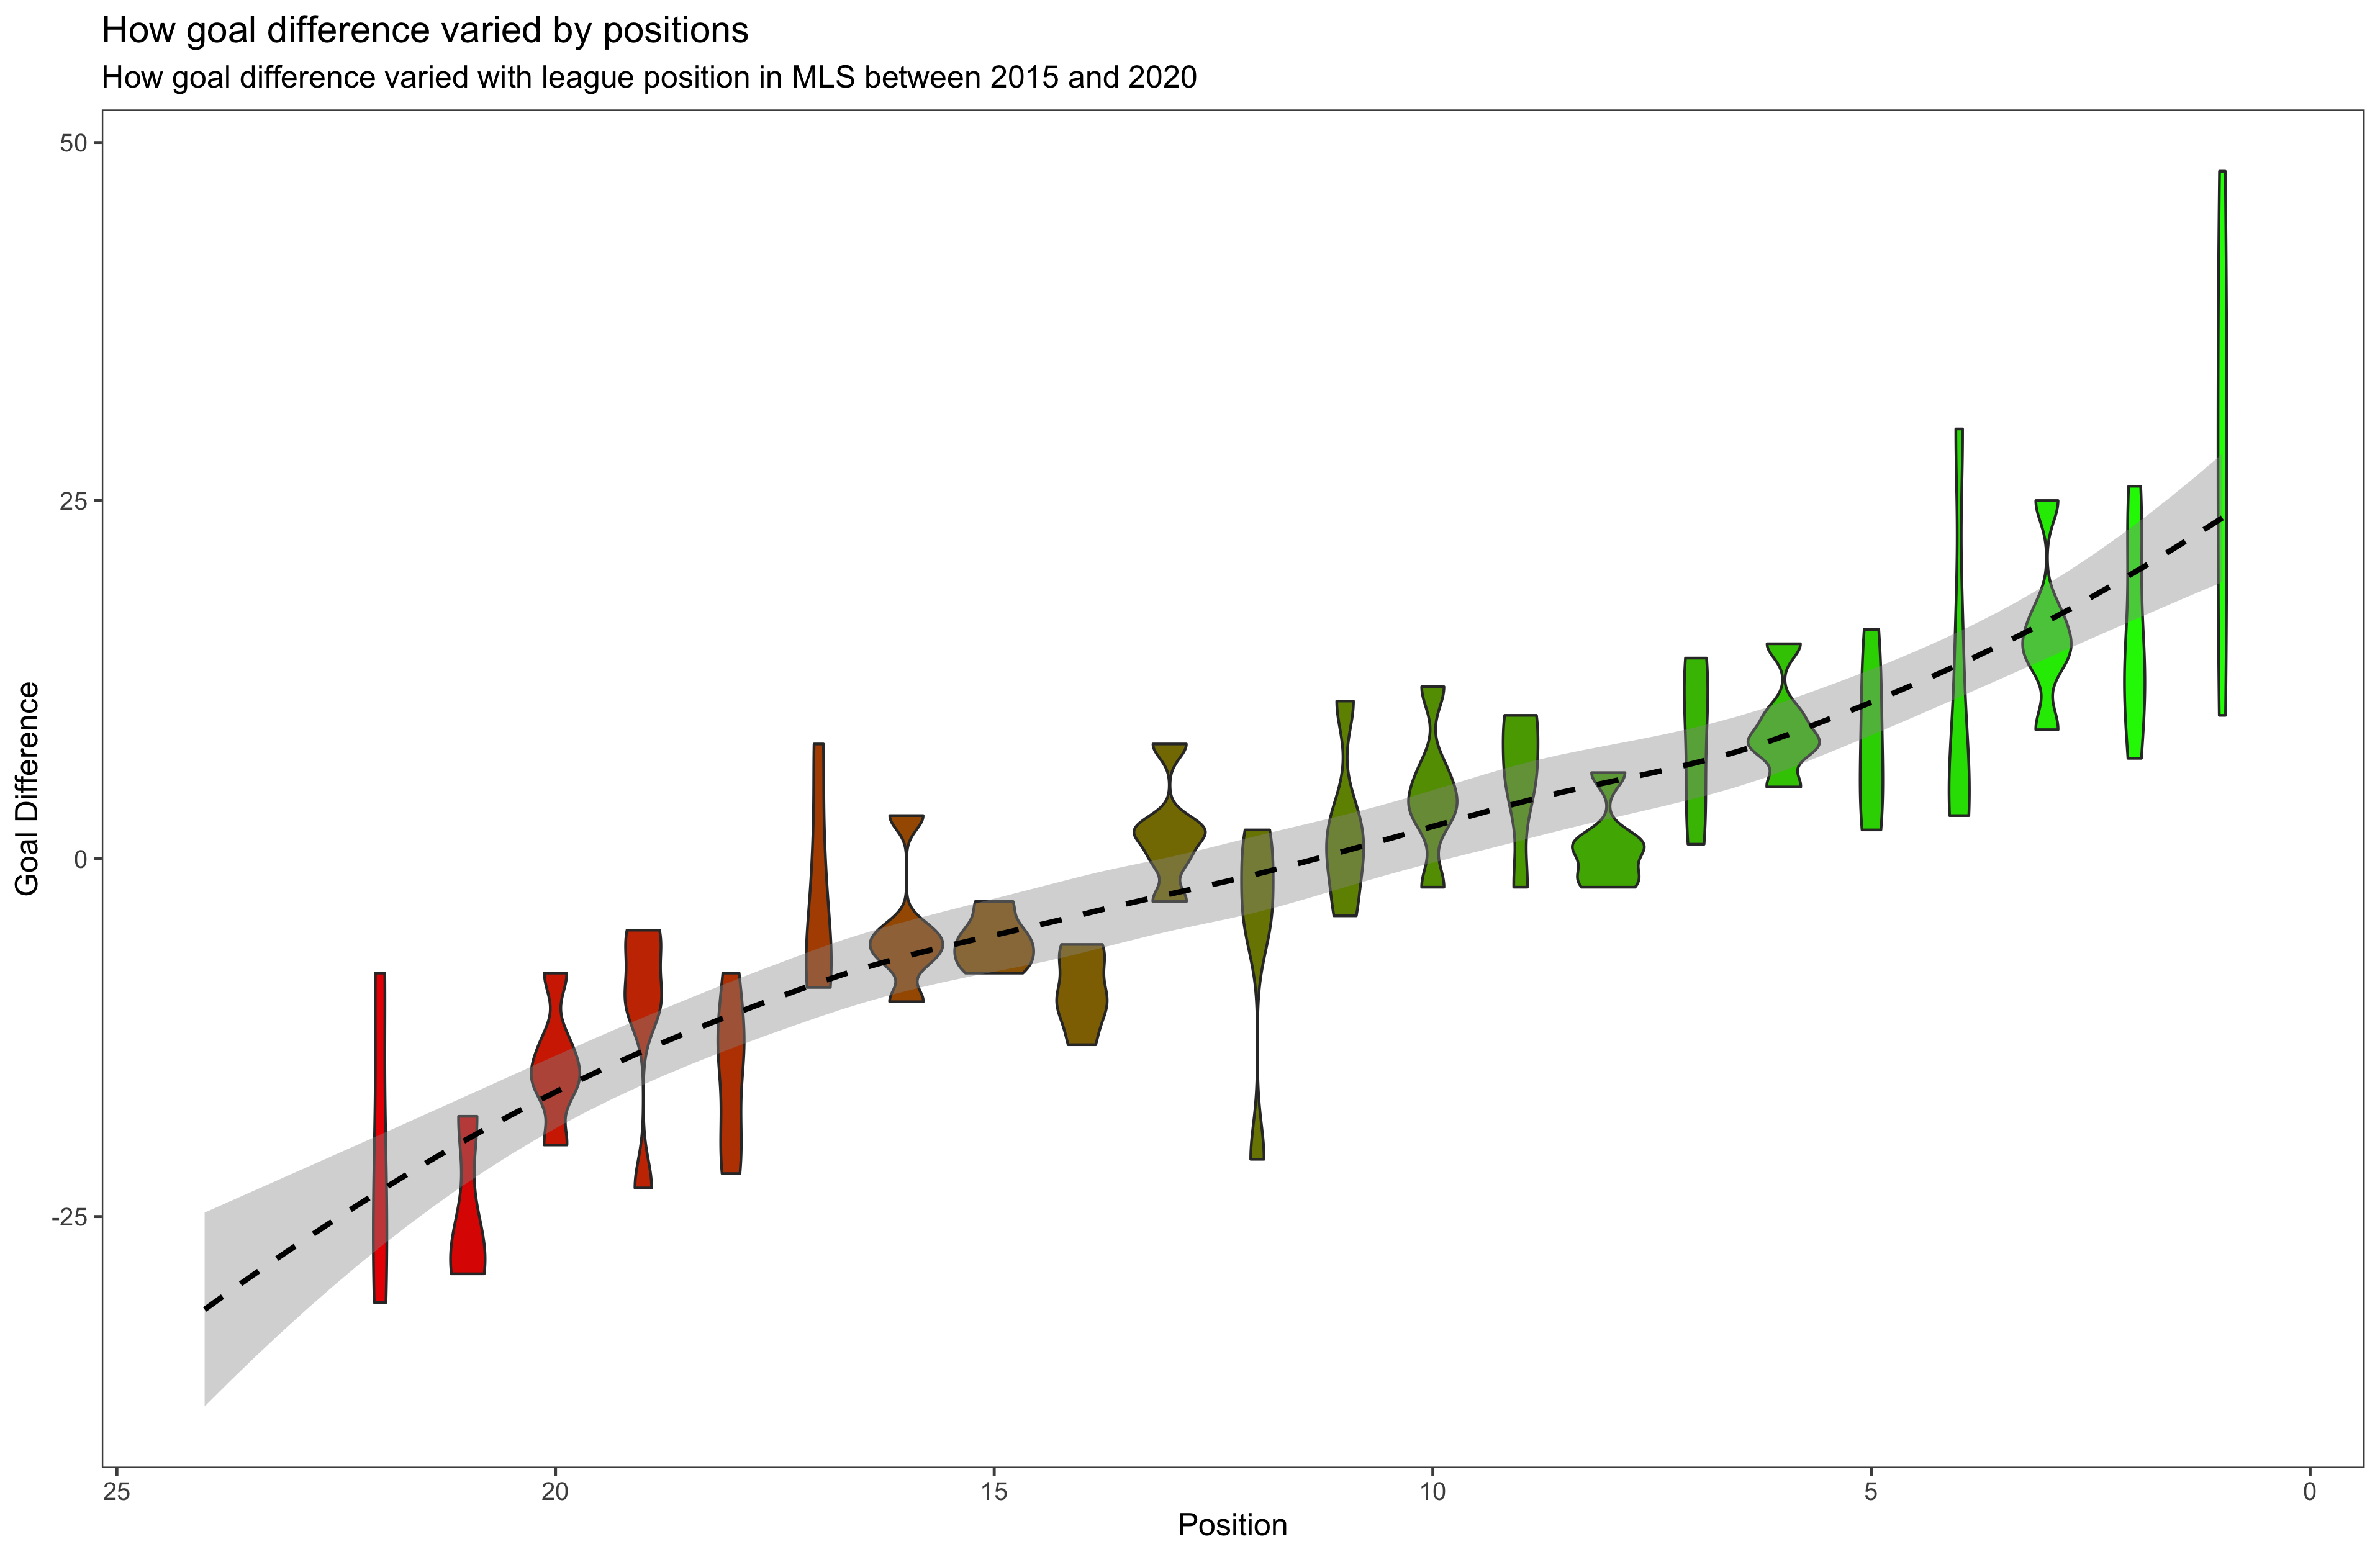 How goal difference varied by positions
How goal difference varied with league position in MLS between 2015 and 2020
50
25
0
-25
Goal Difference
25 20 15 10 5 0
Position